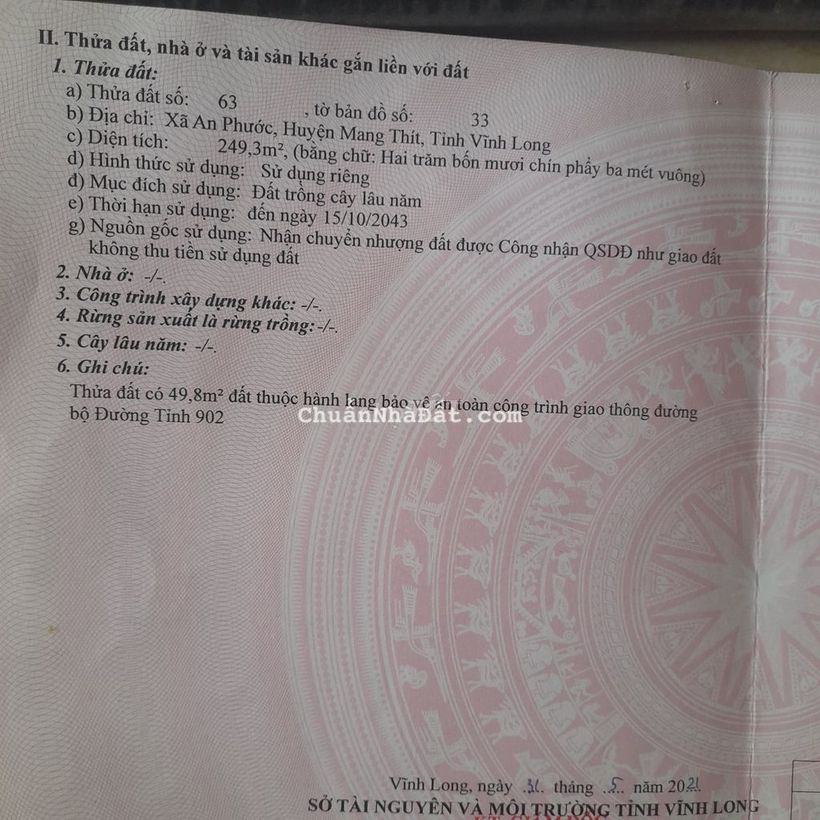 II. Thửa đất, nhà ở và tài sản khác gắn liền với đất
1. Thửa đất:
a) Thửa đất số: 63 , tờ bản đồ số: 33
b) Địa chỉ: Xã An Phước, Huyện Mang Thít, Tỉnh Vĩnh Long
c) Diện tích: 249,3m², (bằng chữ: Hai trăm bốn mươi chín phẩy ba mét vuông)
d) Hình thức sử dụng: Sử dụng riêng
đ) Mục đích sử dụng: Đất trồng cây lâu năm
e) Thời hạn sử dụng: đến ngày 15/10/2043
g) Nguồn gốc sử dụng: Nhận chuyển nhượng đất được Công nhận QSDĐ như giao đất
không thu tiền sử dụng đất
2. Nhà ở: -/-.
3. Công trình xây dựng khác: -/-.
4. Rừng sản xuất là rừng trồng: -/-.
5. Cây lâu năm: -/-.
6. Ghi chú:
Thửa đất có 49,8m² đất thuộc hành lang bảo vệ an toàn công trình giao thông đường
bộ Đường Tỉnh 902
ChuẩnNhàĐất.com
Vĩnh Long, ngày 31 tháng 5 năm 2021
SỞ TÀI NGUYÊN VÀ MÔI TRƯỜNG TỈNH VĨNH LONG